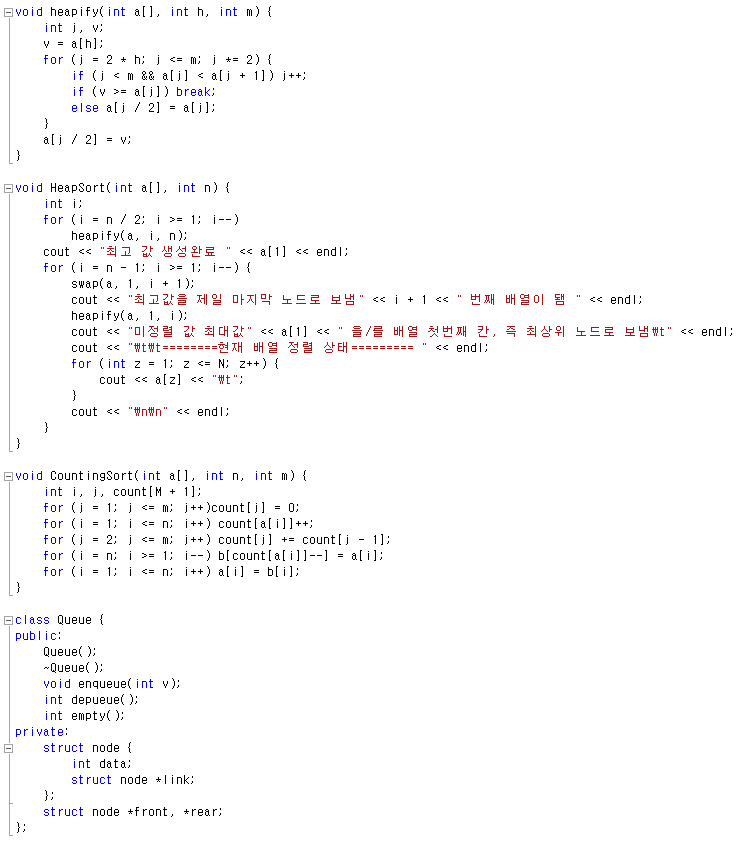 void heapify(int a[], int h, int m) {
    int j, v;
    v = a[h];
    for (j = 2 * h; j <= m; j *= 2) {
        if (j < m && a[j] < a[j + 1]) j++;
        if (v >= a[j]) break;
        else a[j / 2] = a[j];
    }
    a[j / 2] = v;
}

void HeapSort(int a[], int n) {
    int i;
    for (i = n / 2; i >= 1; i--)
        heapify(a, i, n);
    cout << "최고 값 생성완료 " << a[1] << endl;
    for (i = n - 1; i >= 1; i--) {
        swap(a, 1, i + 1);
        cout << "최고값을 제일 마지막 노드로 보냄" << i + 1 << " 번째 배열이 됌 " << endl;
        heapify(a, 1, i);
        cout << "미정렬 값 최대값" << a[1] << " 을/를 배열 첫번째 칸, 즉 최상위 노드로 보냄₩t" << endl;
        cout << "₩t₩t========현재 배열 정렬 상태========= " << endl;
        for (int z = 1; z <= N; z++) {
            cout << a[z] << "₩t";
        }
        cout << "₩n₩n" << endl;
    }
}

void CountingSort(int a[], int n, int m) {
    int i, j, count[M + 1];
    for (j = 1; j <= m; j++)count[j] = 0;
    for (i = 1; i <= n; i++) count[a[i]]++;
    for (j = 2; j <= m; j++) count[j] += count[j - 1];
    for (i = n; i >= 1; i--) b[count[a[i]]--] = a[i];
    for (i = 1; i <= n; i++) a[i] = b[i];
}

class Queue {
public:
    Queue();
    ~Queue();
    void enqueue(int v);
    int depueue();
    int empty();
private:
    struct node {
        int data;
        struct node *link;
    };
    struct node *front, *rear;
};